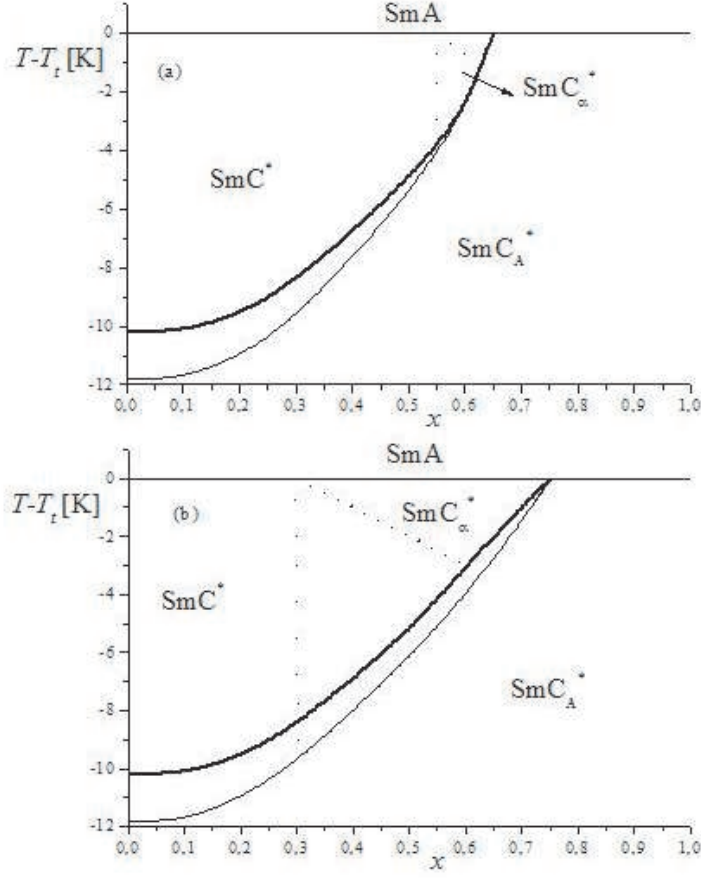 SmA
0
T-Tt [K]
(a)
SmCα*
-2
-4
SmC*
-6
SmCA*
-8
-10
-12
0,0 0,1 0,2 0,3 0,4 0,5 0,6 0,7 0,8 0,9 1,0
x
SmA
0
T-Tt [K]
(b)
SmCα*
-2
SmC*
-4
-6
SmCA*
-8
-10
-12
0,0 0,1 0,2 0,3 0,4 0,5 0,6 0,7 0,8 0,9 1,0
x